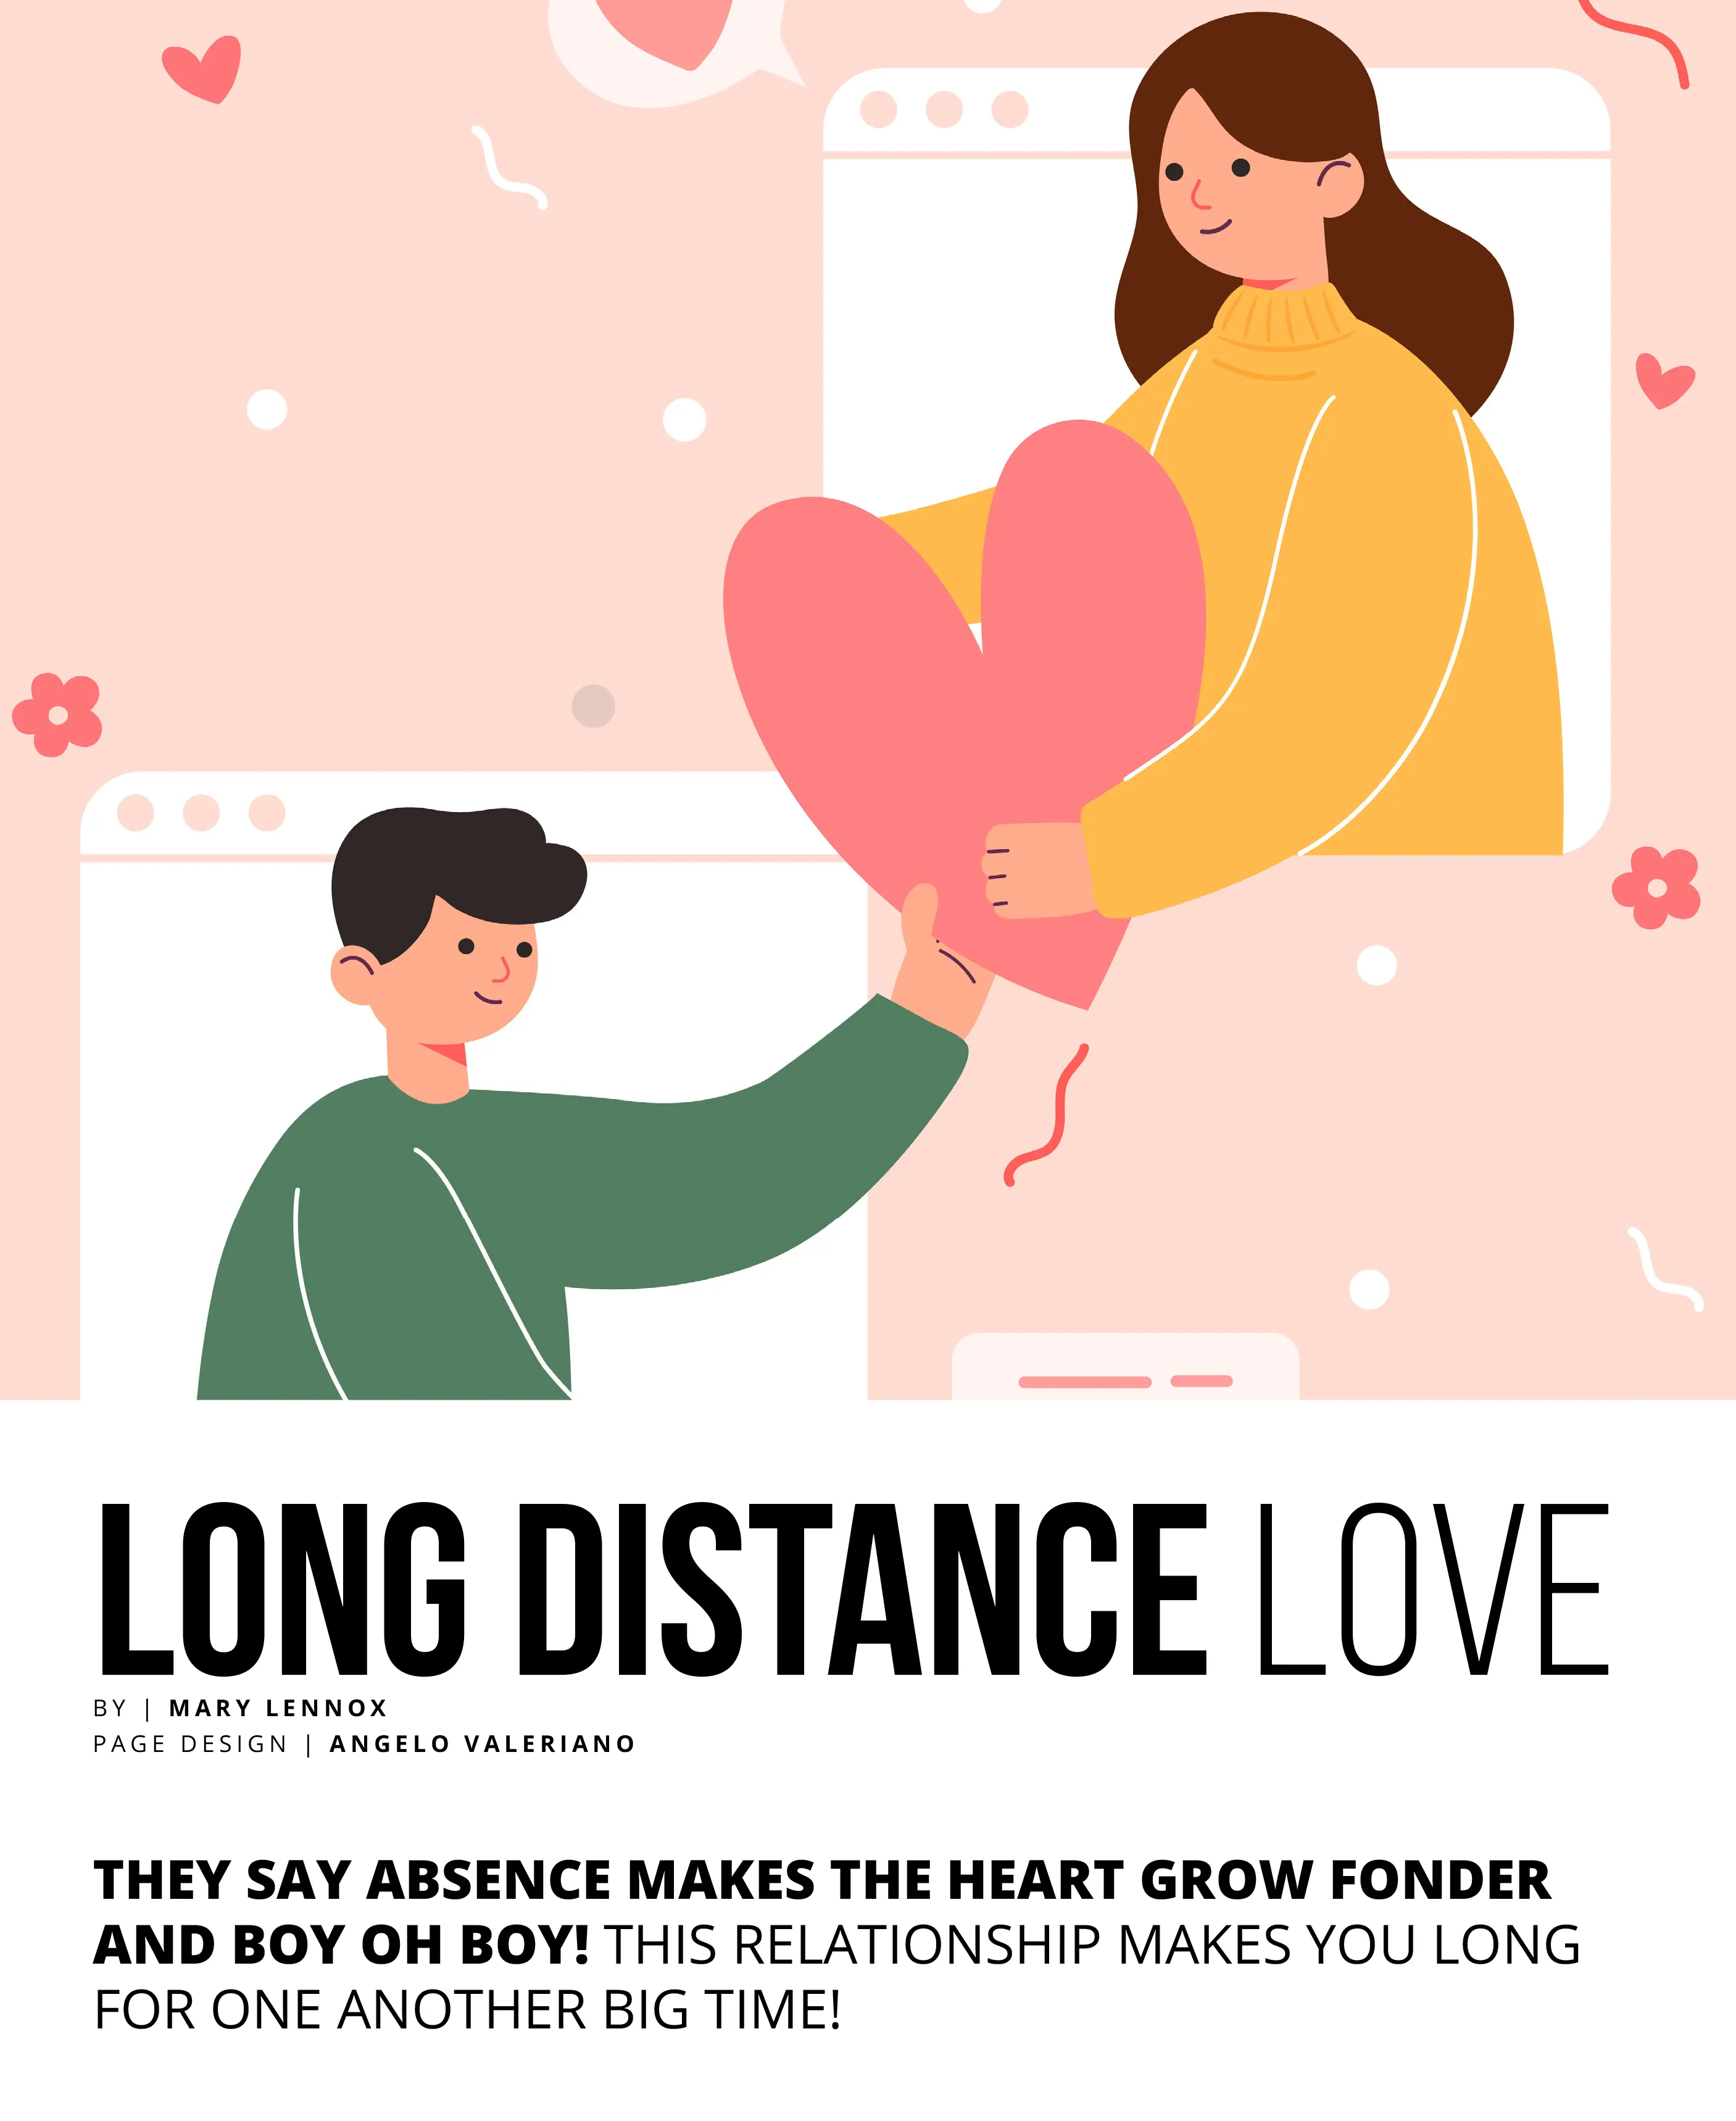 LONG DISTANCE LOVE
BY | MARY LENNOX
PAGE DESIGN | ANGELO VALERIANO
THEY SAY ABSENCE MAKES THE HEART GROW FONDER
AND BOY OH BOY! THIS RELATIONSHIP MAKES YOU LONG
FOR ONE ANOTHER BIG TIME!